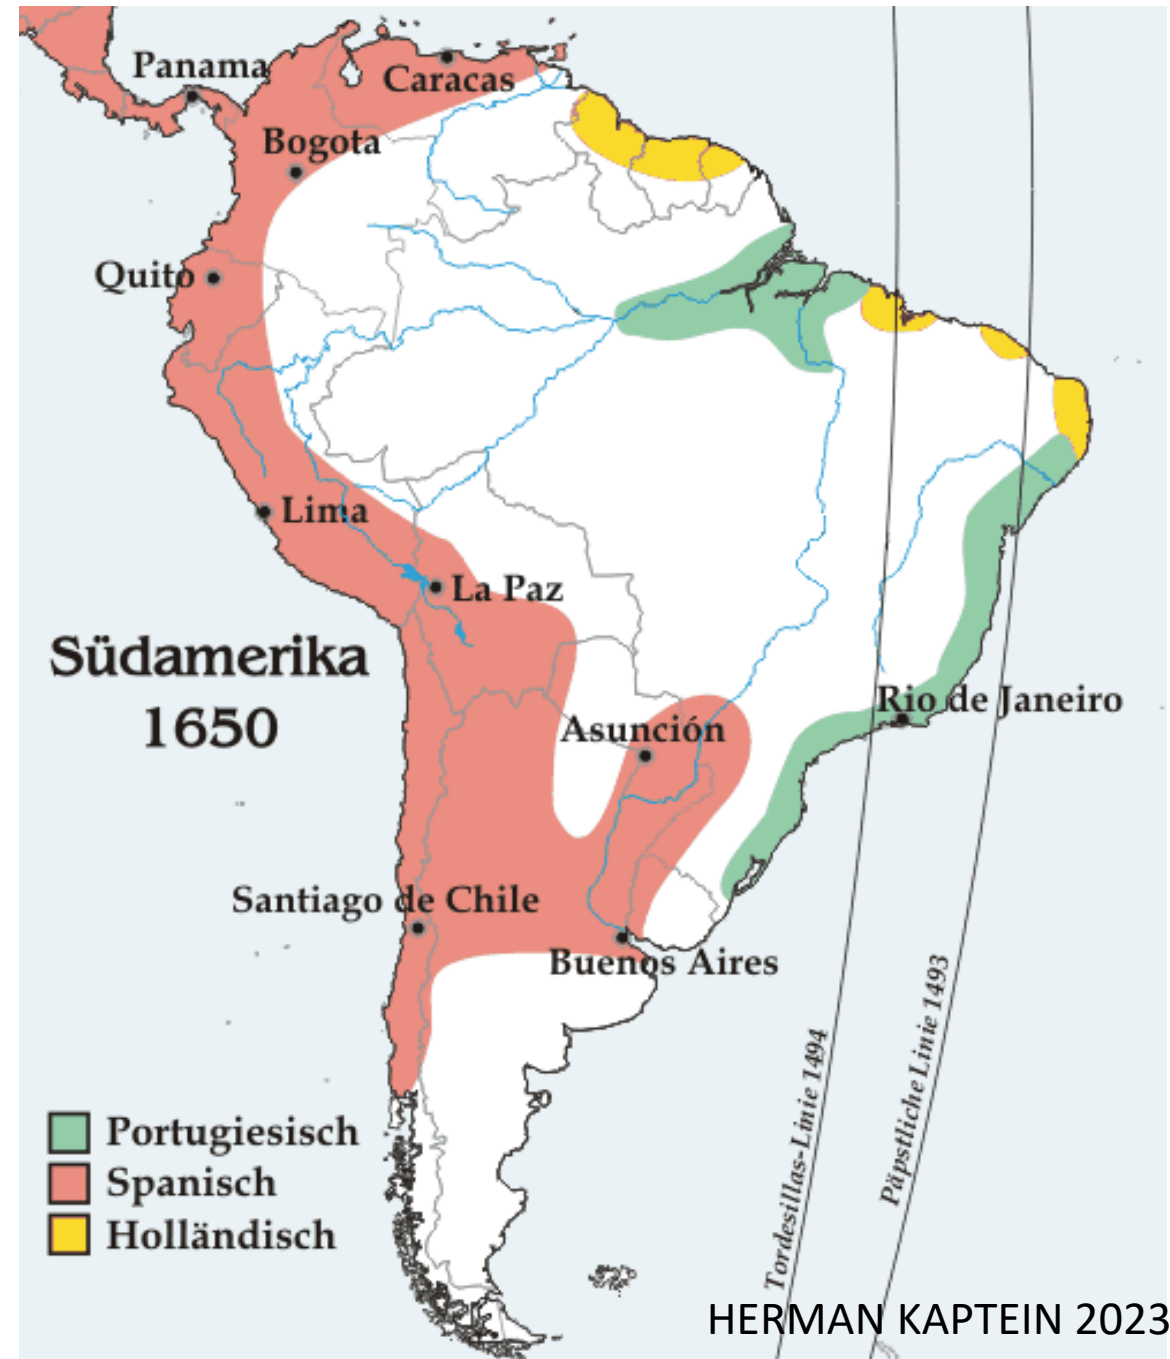 Panama
Caracas
Bogota
Quito
Lima
La Paz
Südamerika
1650
Rio de Janeiro
Asunción
Santiago de Chile
Buenos Aires
Tordesillas-Linie 1494
Päpstliche Linie 1493
20
Portugiesisch
Spanisch
Holländisch
HERMAN KAPTEIN 2023